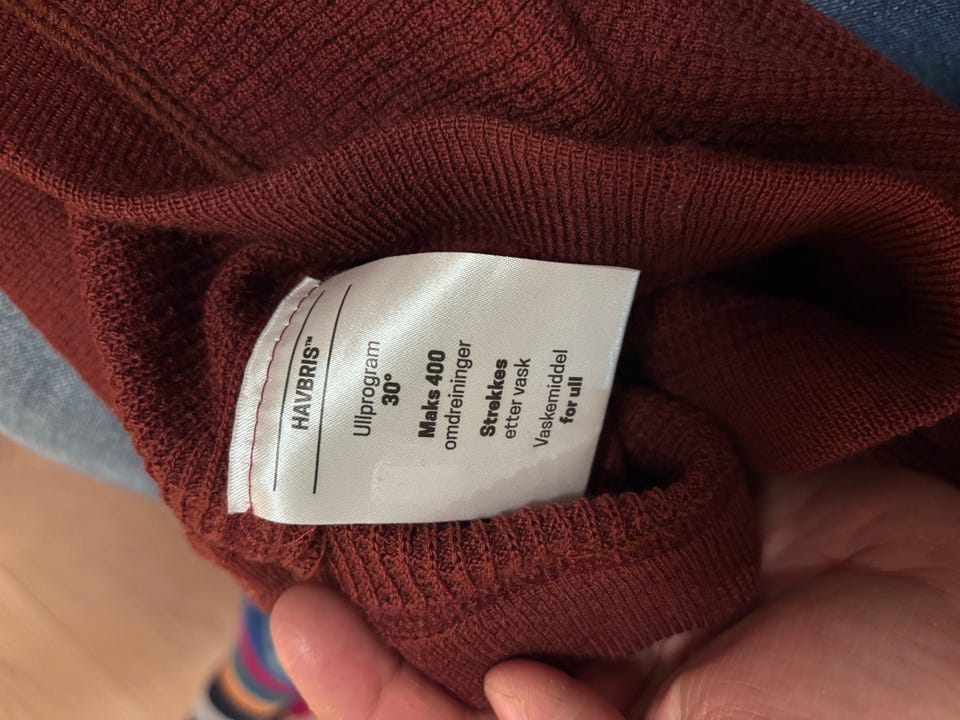 HAVBRIS™
Ullprogram
30°
Maks 400
omdreininger
Strekkes
etter vask
Vaskemiddel
for ull